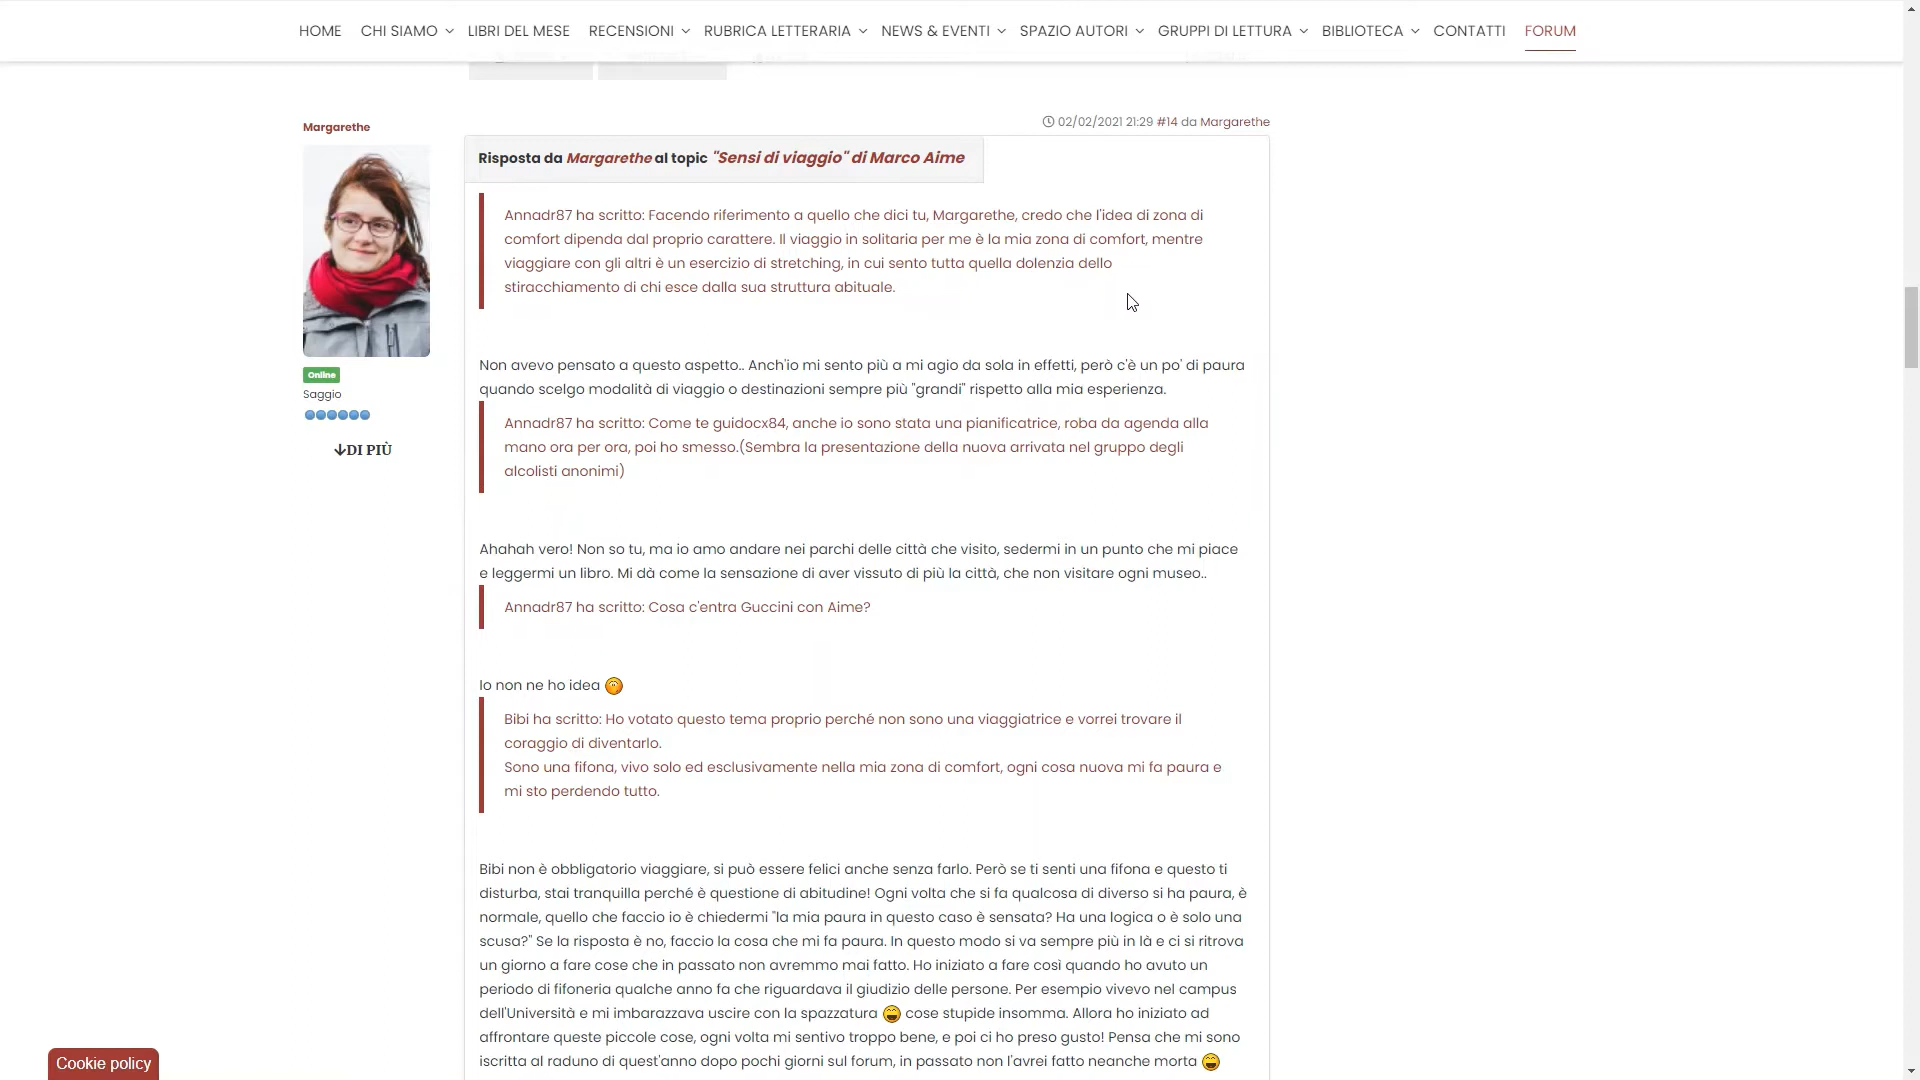 HOME CHI SIAMO LIBRI DEL MESE RECENSIONI RUBRICA LETTERARIA NEWS & EVENTI SPAZIO AUTORI GRUPPI DI LETTURA BIBLIOTECA CONTATTI FORUM
Margarethe
02/02/2021 21:29 #14 da Margarethe
Risposta da Margarethe al topic "Sensi di viaggio" di Marco Aime
Annadr87 ha scritto: Facendo riferimento a quello che dici tu, Margarethe, credo che l'idea di zona di
comfort dipenda dal proprio carattere. Il viaggio in solitaria per me è la mia zona di comfort, mentre
viaggiare con gli altri è un esercizio di stretching, in cui sento tutta quella dolenzia dello
stiracchiamento di chi esce dalla sua struttura abituale.
Online
Saggio
DI PIÙ
Non avevo pensato a questo aspetto.. Anch'io mi sento più a mi agio da sola in effetti, però c'è un po' di paura
quando scelgo modalità di viaggio o destinazioni sempre più "grandi" rispetto alla mia esperienza.
Annadr87 ha scritto: Come te guidocx84, anche io sono stata una pianificatrice, roba da agenda alla
mano ora per ora, poi ho smesso.(Sembra la presentazione della nuova arrivata nel gruppo degli
alcolisti anonimi)
Ahahah vero! Non so tu, ma io amo andare nei parchi delle città che visito, sedermi in un punto che mi piace
e leggermi un libro. Mi dà come la sensazione di aver vissuto di più la città, che non visitare ogni museo..
Annadr87 ha scritto: Cosa c'entra Guccini con Aime?
Io non ne ho idea
Bibi ha scritto: Ho votato questo tema proprio perché non sono una viaggiatrice e vorrei trovare il
coraggio di diventarlo.
Sono una fifona, vivo solo ed esclusivamente nella mia zona di comfort, ogni cosa nuova mi fa paura e
mi sto perdendo tutto.
Bibi non è obbligatorio viaggiare, si può essere felici anche senza farlo. Però se ti senti una fifona e questo ti
disturba, stai tranquilla perché è questione di abitudine! Ogni volta che si fa qualcosa di diverso si ha paura, è
normale, quello che faccio io è chiedermi "la mia paura in questo caso è sensata? Ha una logica o è solo una
scusa?" Se la risposta è no, faccio la cosa che mi fa paura. In questo modo si va sempre più in là e ci si ritrova
un giorno a fare cose che in passato non avremmo mai fatto. Ho iniziato a fare così quando ho avuto un
periodo di fifoneria qualche anno fa che riguardava il giudizio delle persone. Per esempio vivevo nel campus
dell'Università e mi imbarazzava uscire con la spazzatura cose stupide insomma. Allora ho iniziato ad
affrontare queste piccole cose, ogni volta mi sentivo troppo bene, e poi ci ho preso gusto! Pensa che mi sono
iscritta al raduno di quest'anno dopo pochi giorni sul forum, in passato non l'avrei fatto neanche morta
Cookie policy